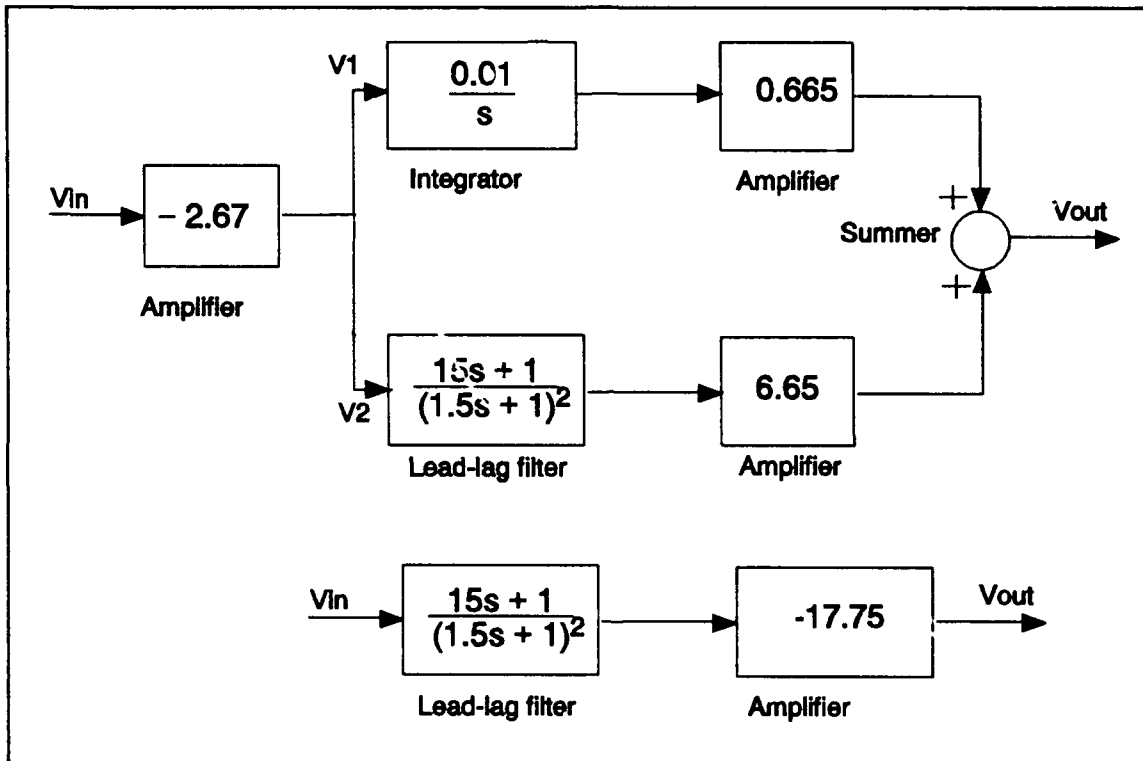 V1
0.01
s
Integrator
0.665
Amplifier
Vin
− 2.67
Amplifier
+
Summer
+
Vout
V2
15s + 1
(1.5s + 1)²
Lead-lag filter
6.65
Amplifier
Vin
15s + 1
(1.5s + 1)²
Lead-lag filter
-17.75
Amplifier
Vout